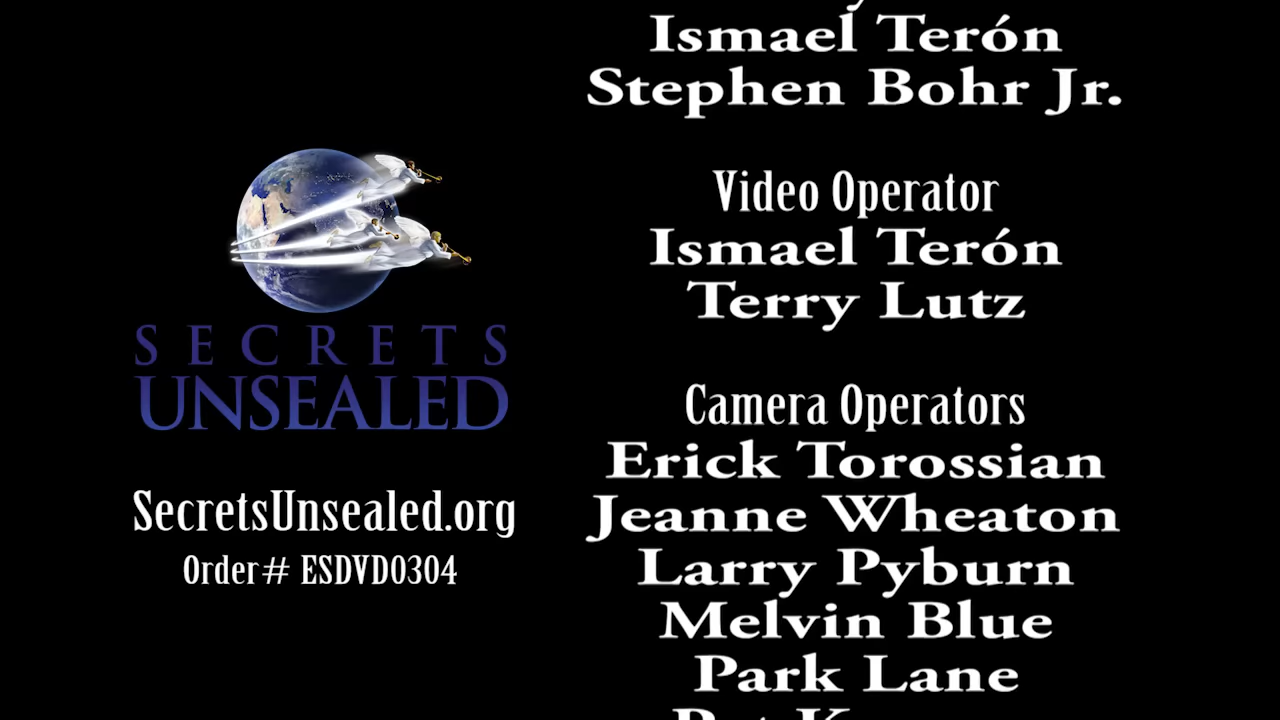 SECRETS
UNSEALED
SecretsUnsealed.org
Order# ESDVD0304
Ismael Terón
Stephen Bohr Jr.
Video Operator
Ismael Terón
Terry Lutz
Camera Operators
Erick Torossian
Jeanne Wheaton
Larry Pyburn
Melvin Blue
Park Lane